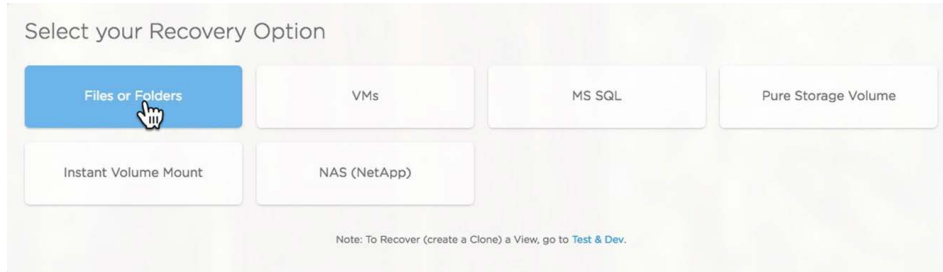 Select your Recovery Option
Files or Folders
VMs
MS SQL
Pure Storage Volume
Instant Volume Mount
NAS (NetApp)
Note: To Recover (create a Clone) a View, go to Test & Dev.